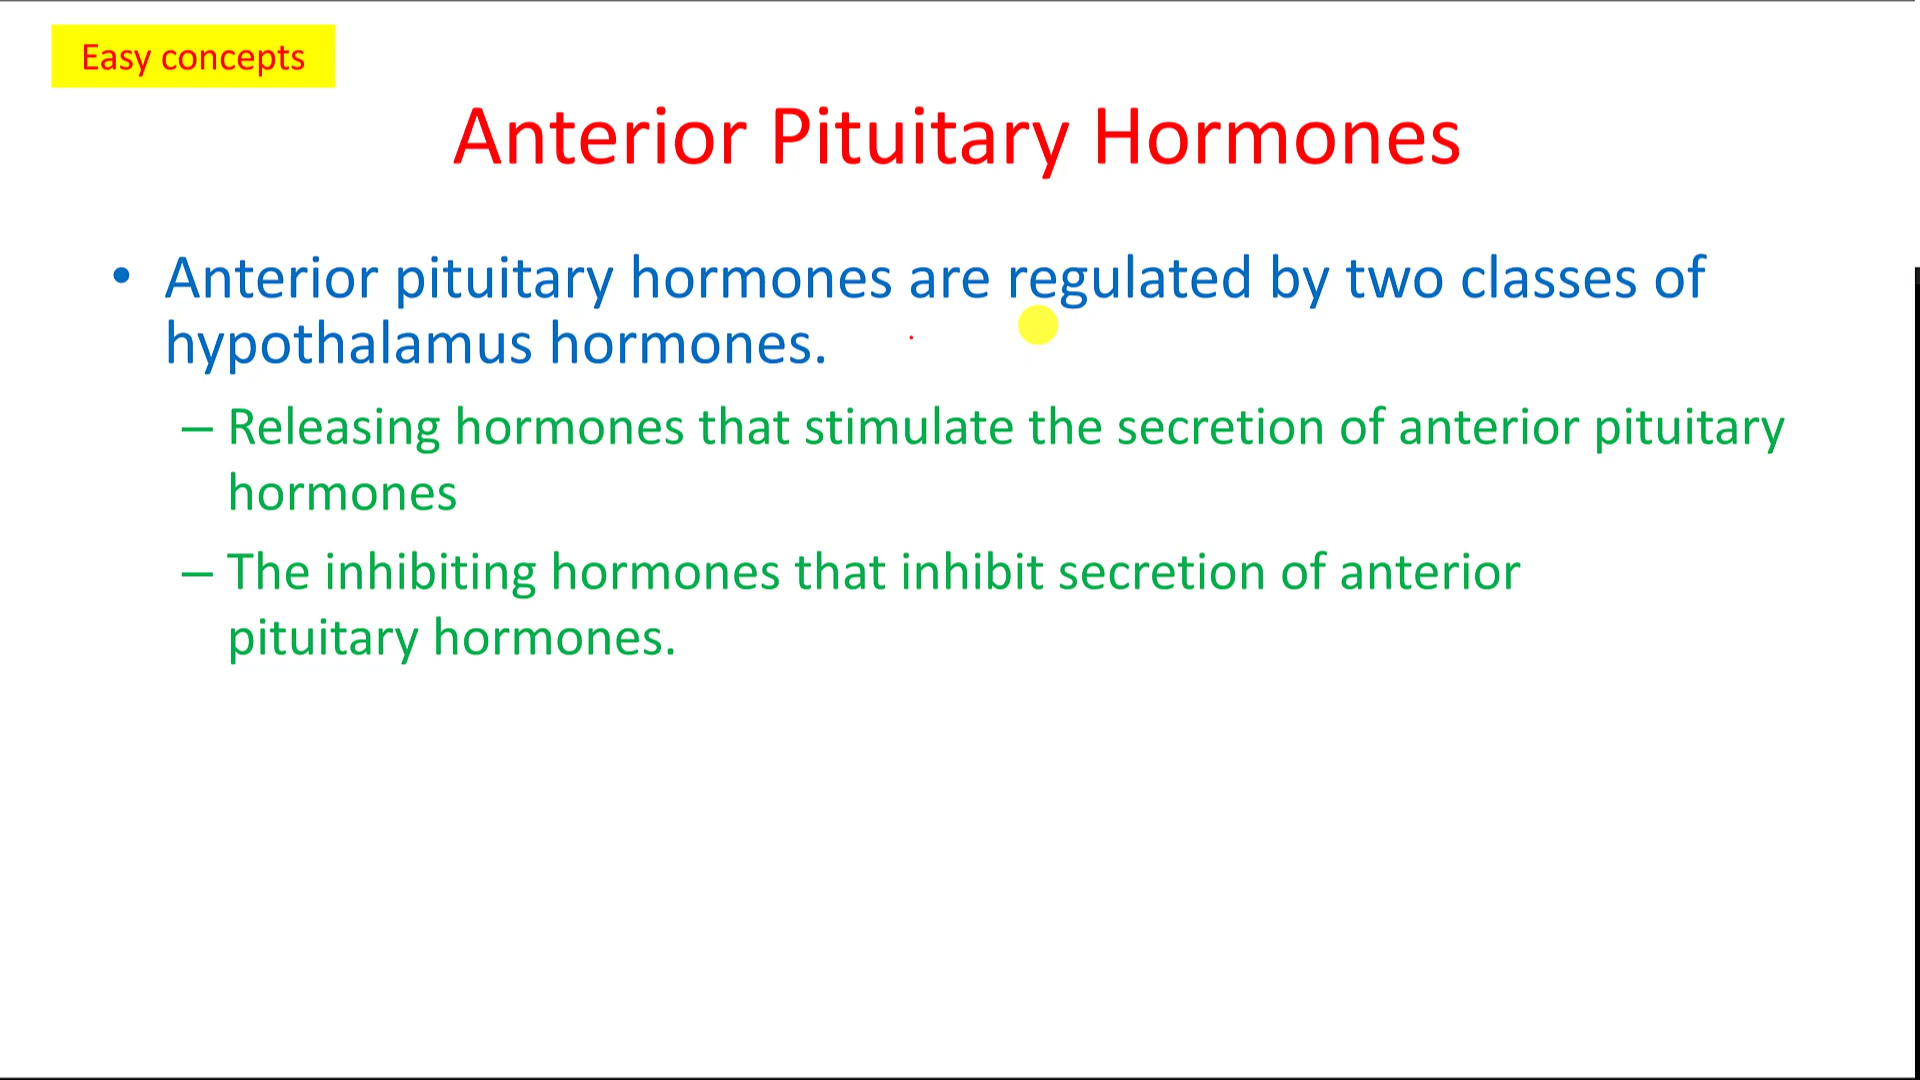 Easy concepts
Anterior Pituitary Hormones
• Anterior pituitary hormones are regulated by two classes of
hypothalamus hormones.
– Releasing hormones that stimulate the secretion of anterior pituitary
hormones
– The inhibiting hormones that inhibit secretion of anterior
pituitary hormones.